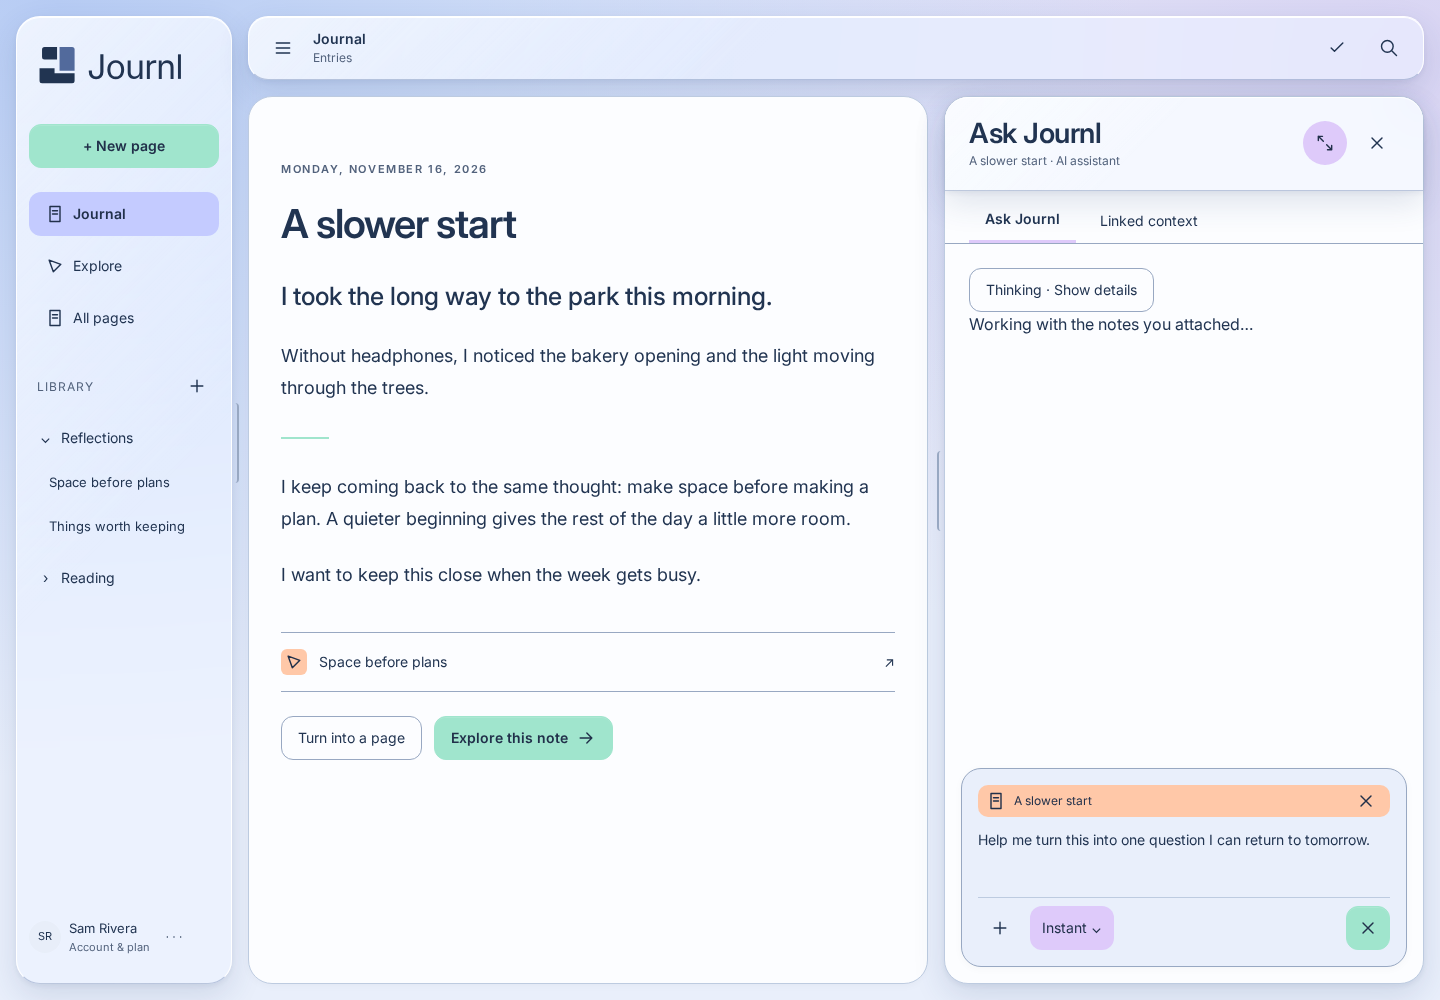 Journl
+ New page
Journal
Explore
All pages
LIBRARY
Reflections
Space before plans
Things worth keeping
Reading
SR
Sam Rivera
Account & plan
...
Journal
Entries
MONDAY, NOVEMBER 16, 2026
A slower start
I took the long way to the park this morning.
Without headphones, I noticed the bakery opening and the light moving
through the trees.
I keep coming back to the same thought: make space before making a
plan. A quieter beginning gives the rest of the day a little more room.
I want to keep this close when the week gets busy.
Space before plans
Turn into a page
Explore this note
Ask Journl
A slower start · AI assistant
Ask Journl
Linked context
Thinking · Show details
Working with the notes you attached...
A slower start
Help me turn this into one question I can return to tomorrow.
Instant